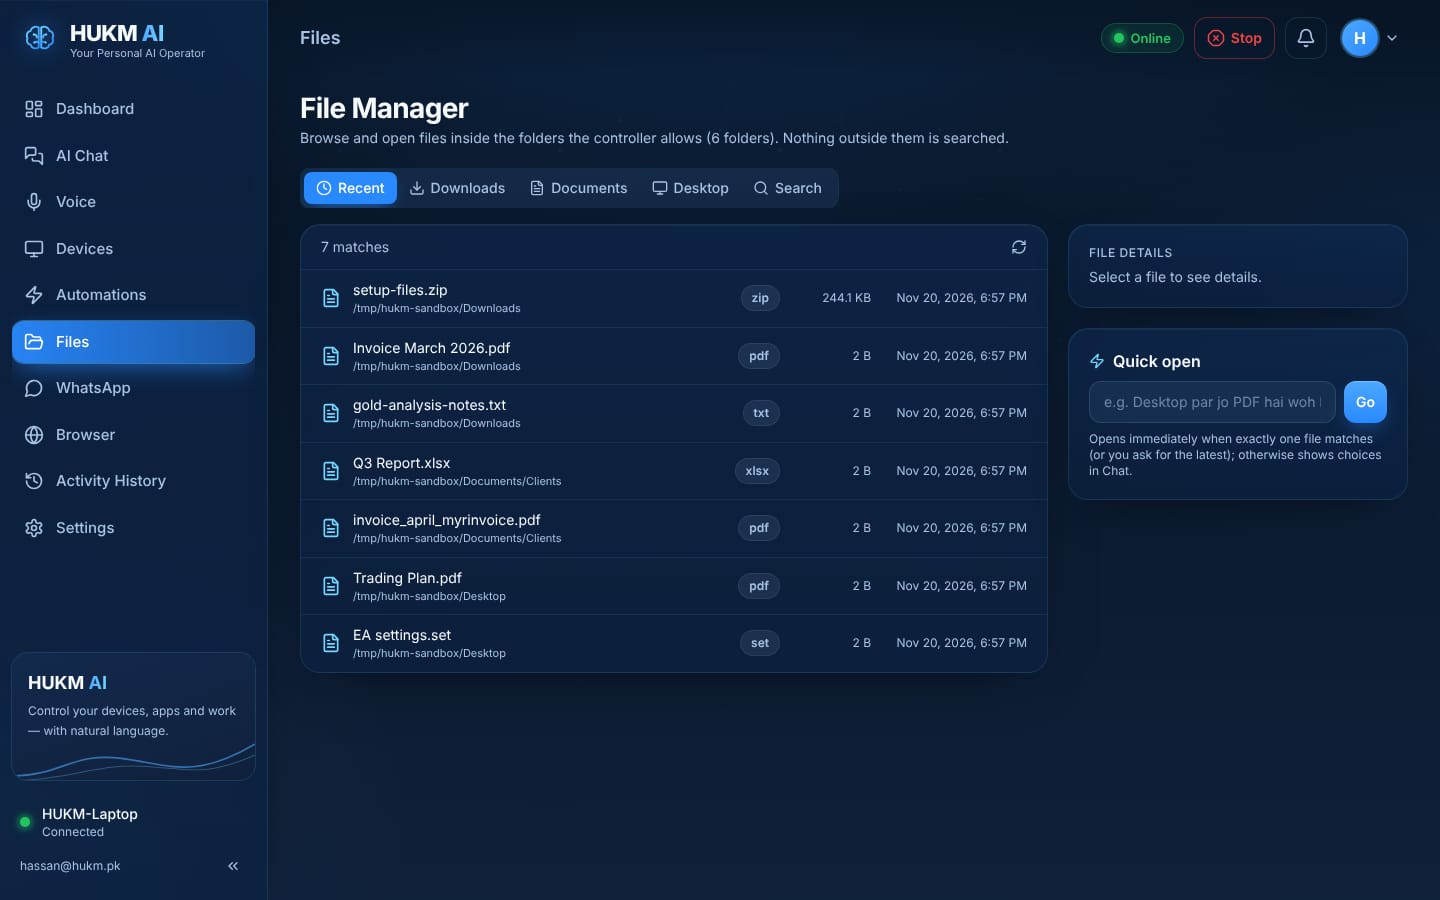 HUKM AI
Your Personal AI Operator
Dashboard
AI Chat
Voice
Devices
Automations
Files
WhatsApp
Browser
Activity History
Settings
HUKM AI
Control your devices, apps and work
— with natural language.
HUKM-Laptop
Connected
hassan@hukm.pk
Files
Online
Stop
H
File Manager
Browse and open files inside the folders the controller allows (6 folders). Nothing outside them is searched.
Recent Downloads Documents Desktop Search
7 matches
setup-files.zip
/tmp/hukm-sandbox/Downloads
zip 244.1 KB Nov 20, 2026, 6:57 PM
Invoice March 2026.pdf
/tmp/hukm-sandbox/Downloads
pdf 2 B Nov 20, 2026, 6:57 PM
gold-analysis-notes.txt
/tmp/hukm-sandbox/Downloads
txt 2 B Nov 20, 2026, 6:57 PM
Q3 Report.xlsx
/tmp/hukm-sandbox/Documents/Clients
xlsx 2 B Nov 20, 2026, 6:57 PM
invoice_april_myrinvoice.pdf
/tmp/hukm-sandbox/Documents/Clients
pdf 2 B Nov 20, 2026, 6:57 PM
Trading Plan.pdf
/tmp/hukm-sandbox/Desktop
pdf 2 B Nov 20, 2026, 6:57 PM
EA settings.set
/tmp/hukm-sandbox/Desktop
set 2 B Nov 20, 2026, 6:57 PM
FILE DETAILS
Select a file to see details.
Quick open
e.g. Desktop par jo PDF hai woh
Go
Opens immediately when exactly one file matches
(or you ask for the latest); otherwise shows choices
in Chat.